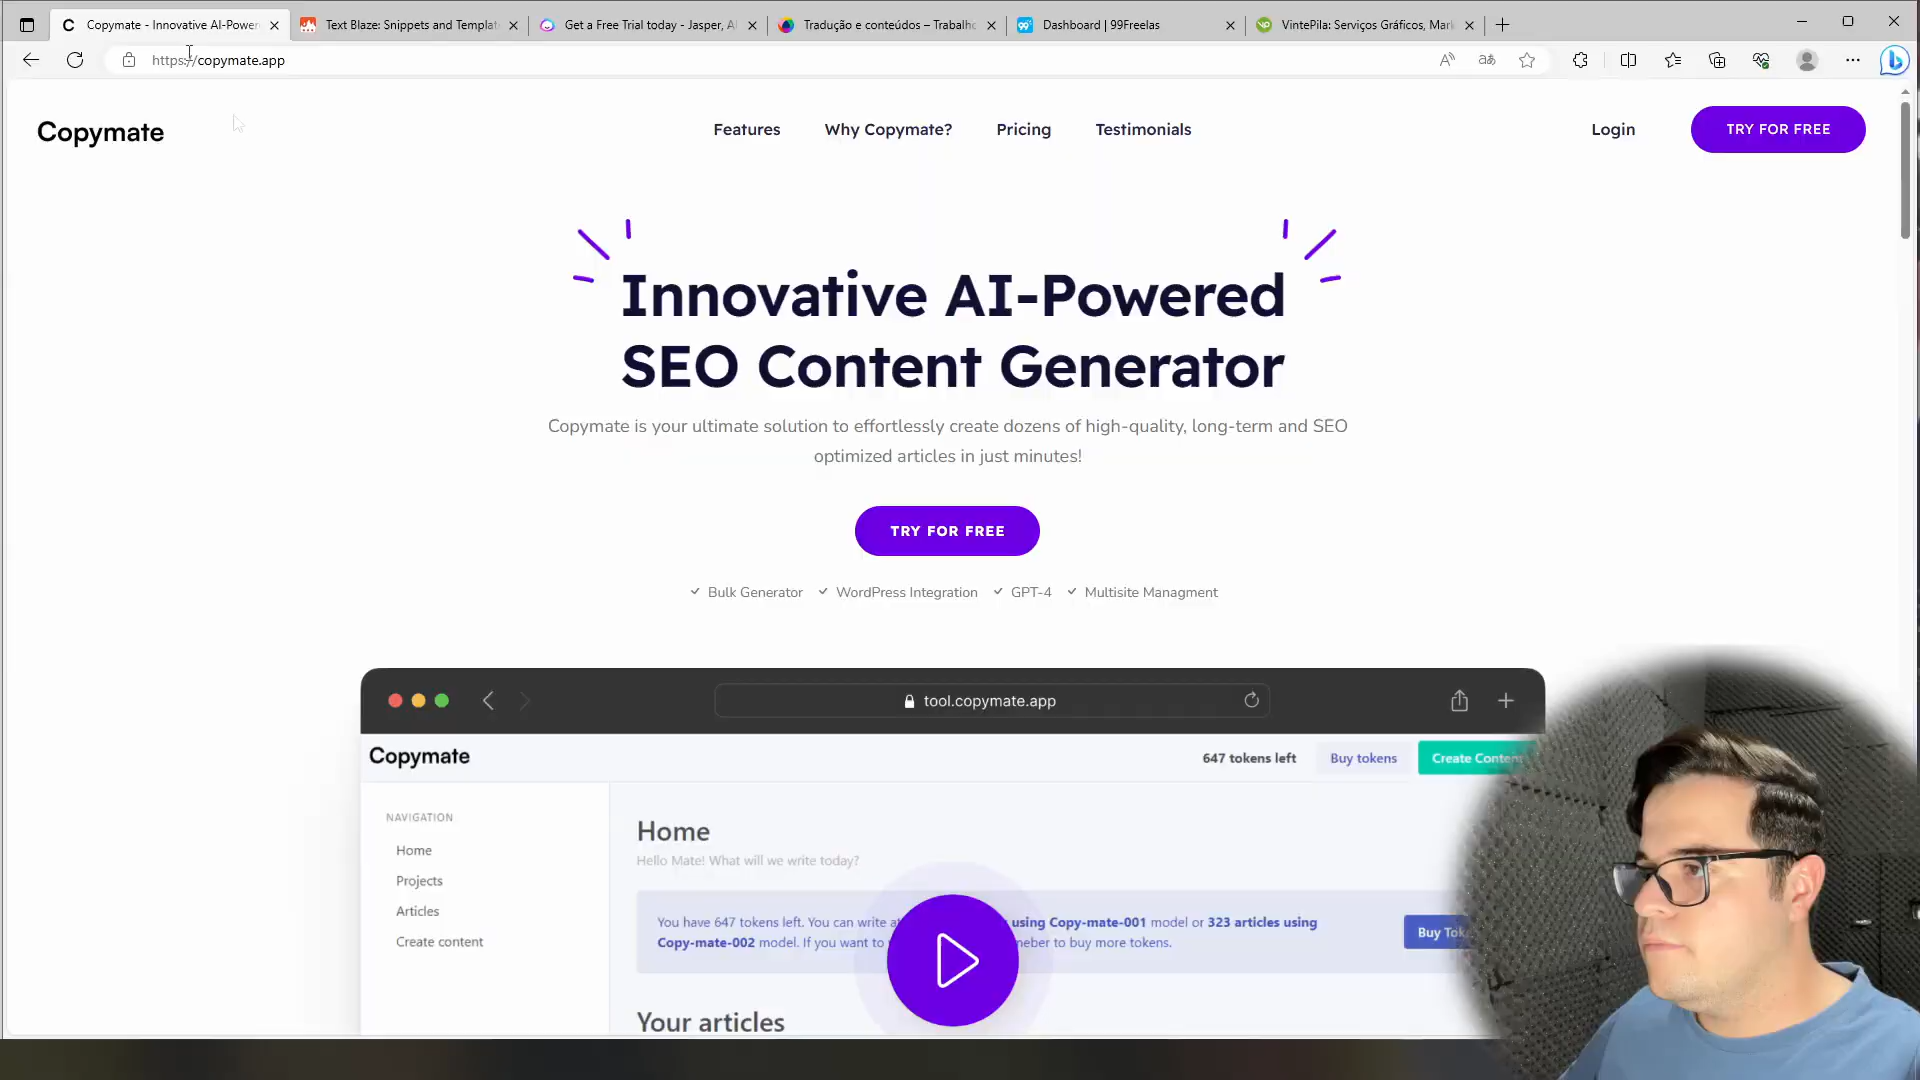 Copymate - Innovative AI-Power
Text Blaze: Snippets and Templat
Get a Free Trial today - Jasper, A
Tradução e conteúdos – Trabalho
Dashboard | 99Freelas
VintePila: Serviços Gráficos, Mark
https://copymate.app
Copymate
Features
Why Copymate?
Pricing
Testimonials
Login
TRY FOR FREE
Innovative AI-Powered
SEO Content Generator
Copymate is your ultimate solution to effortlessly create dozens of high-quality, long-term and SEO
optimized articles in just minutes!
TRY FOR FREE
Bulk Generator
WordPress Integration
GPT-4
Multisite Managment
tool.copymate.app
Copymate
647 tokens left
Buy tokens
Create Conten
NAVIGATION
Home
Projects
Articles
Create content
Home
Hello Mate! What will we write today?
You have 647 tokens left. You can write a using Copy-mate-001 model or 323 articles using
Copy-mate-002 model. If you want to meber to buy more tokens.
Buy Tok
Your articles